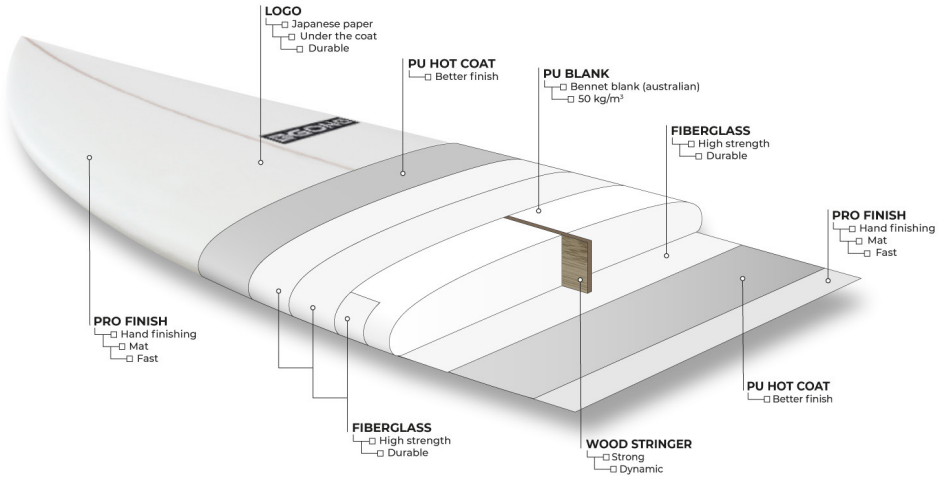 LOGO
Japanese paper
Under the coat
Durable
PU HOT COAT
Better finish
PU BLANK
Bennet blank (australian)
50 kg/m³
FIBERGLASS
High strength
Durable
PRO FINISH
Hand finishing
Mat
Fast
PRO FINISH
Hand finishing
Mat
Fast
FIBERGLASS
High strength
Durable
WOOD STRINGER
Strong
Dynamic
PU HOT COAT
Better finish